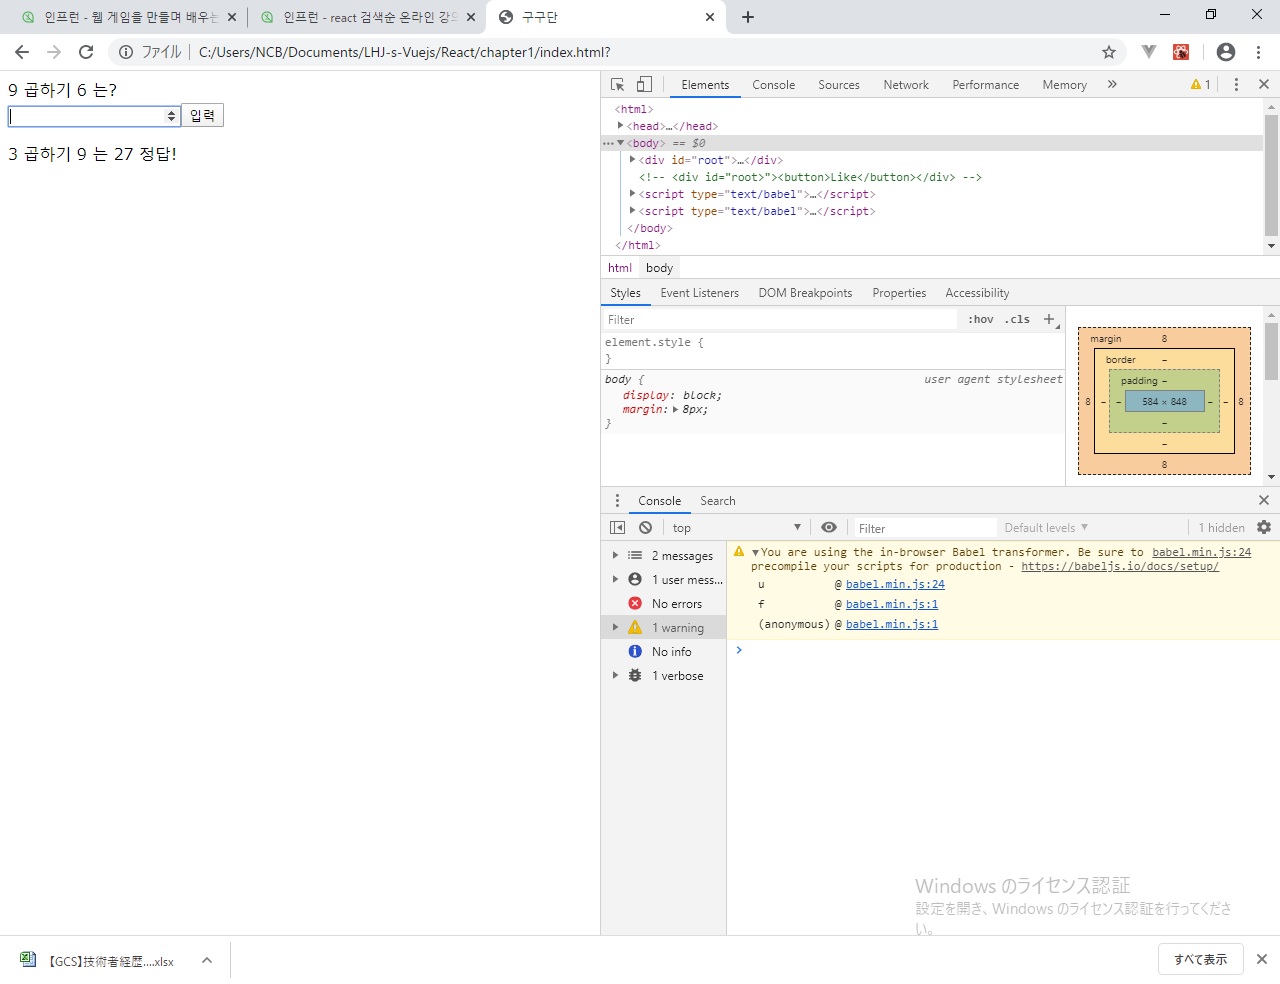 인프런 - 웹 게임을 만들며 배우는
인프런 - react 검색순 온라인 강의
구구단
ファイル
C:/Users/NCB/Documents/LHJ-s-Vuejs/React/chapter1/index.html?
9 곱하기 6 는?
입력
3 곱하기 9 는 27 정답!
Elements Console Sources Network Performance Memory » 1
<html>
<head>…</head>
<body> == $0
<div id="root">…</div>
<!-- <div id="root>"><button>Like</button></div> -->
<script type="text/babel">…</script>
<script type="text/babel">…</script>
</body>
</html>
html body
Styles Event Listeners DOM Breakpoints Properties Accessibility
Filter :hov .cls +
element.style {
}
body { user agent stylesheet
display: block;
margin: 8px;
}
margin 8
border –
padding –
8 – – 584 × 848 – – 8
–
–
8
Console Search
top Filter Default levels 1 hidden
2 messages
1 user mess...
No errors
1 warning
No info
1 verbose
You are using the in-browser Babel transformer. Be sure to babel.min.js:24
precompile your scripts for production - https://babeljs.io/docs/setup/
u @ babel.min.js:24
f @ babel.min.js:1
(anonymous) @ babel.min.js:1
Windows のライセンス認証
設定を開き、Windows のライセンス認証を行ってくださ
い。
【GCS】技術者経歴....xlsx
すべて表示